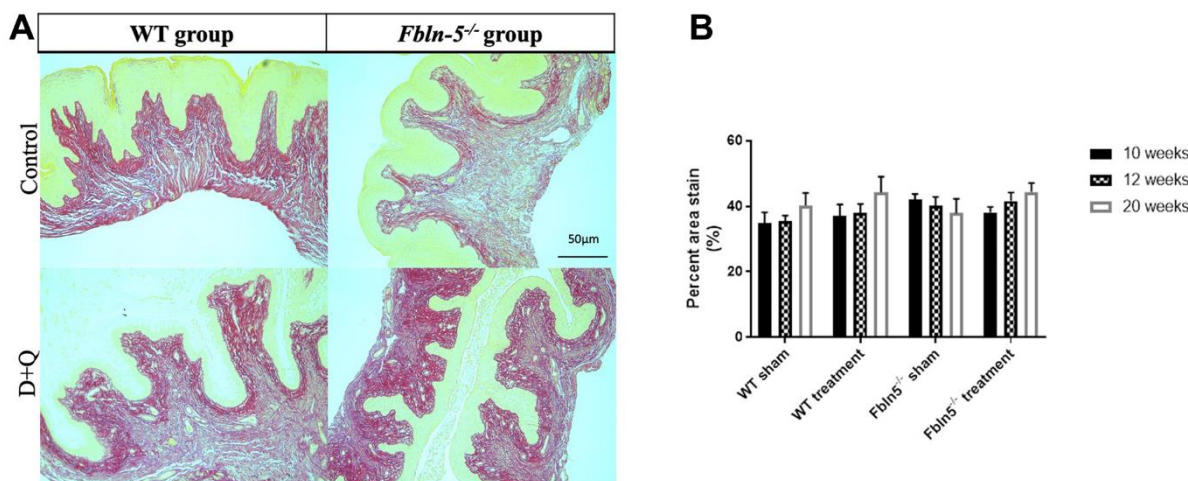 A
WT group
Fbln-5-/- group
Control
50μm
D+Q
B
Percent area stain
(%)
60
40
20
0
WT sham
WT treatment
Fbln5-/- sham
Fbln5-/- treatment
10 weeks
12 weeks
20 weeks